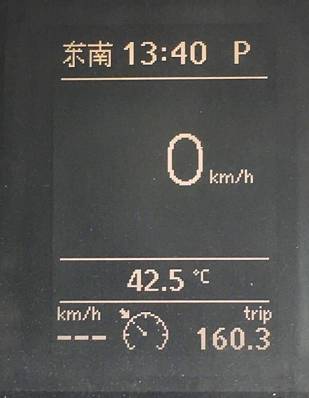 东南 13:40 P
0 km/h
42.5 °C
km/h trip
--- 160.3